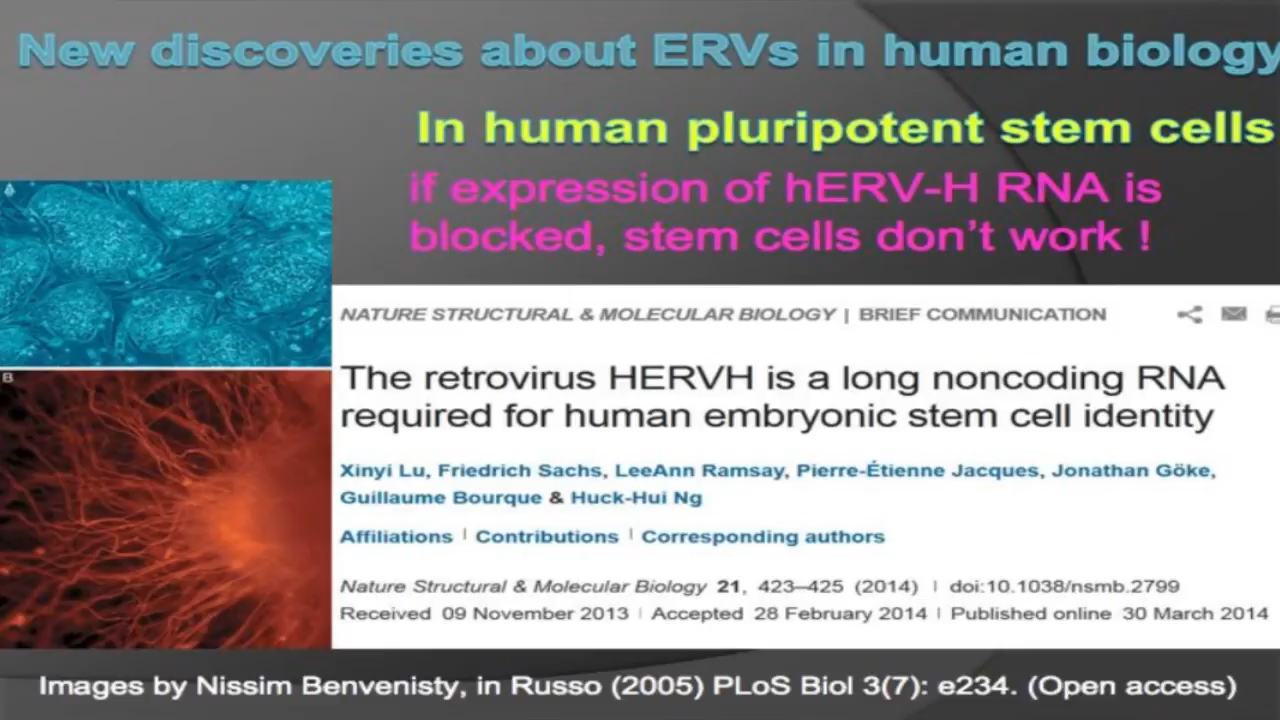 New discoveries about ERVs in human biology
In human pluripotent stem cells
if expression of hERV-H RNA is
blocked, stem cells don't work !
A
B
NATURE STRUCTURAL & MOLECULAR BIOLOGY | BRIEF COMMUNICATION
The retrovirus HERVH is a long noncoding RNA
required for human embryonic stem cell identity
Xinyi Lu, Friedrich Sachs, LeeAnn Ramsay, Pierre-Étienne Jacques, Jonathan Göke,
Guillaume Bourque & Huck-Hui Ng
Affiliations | Contributions | Corresponding authors
Nature Structural & Molecular Biology 21, 423–425 (2014) | doi:10.1038/nsmb.2799
Received 09 November 2013 | Accepted 28 February 2014 | Published online 30 March 2014
Images by Nissim Benvenisty, in Russo (2005) PLoS Biol 3(7): e234. (Open access)